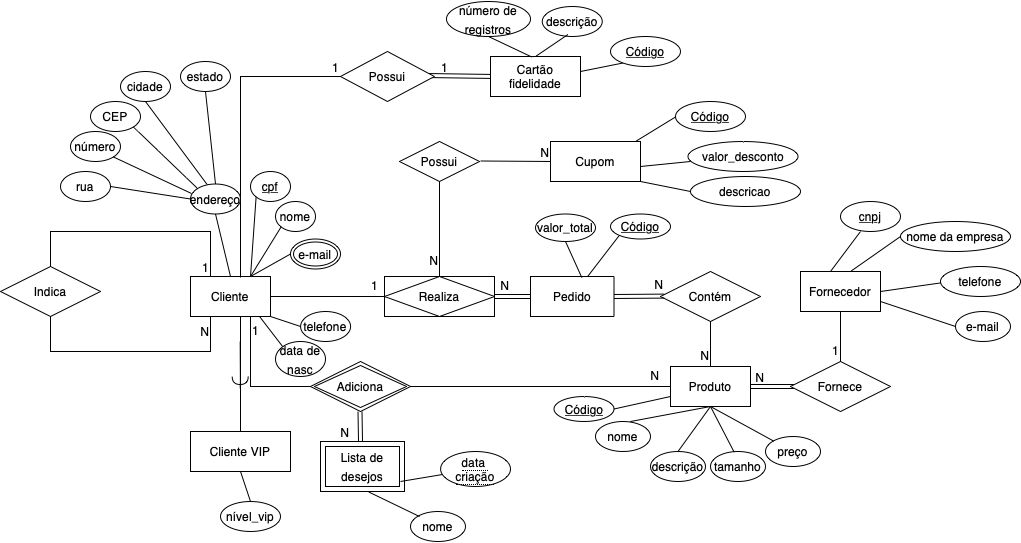 número de
registros
descrição
Código
1
Possui
1
Cartão
fidelidade
estado
cidade
CEP
número
rua
endereço
cpf
nome
e-mail
Possui
N
Cupom
Código
valor_desconto
descricao
N
valor_total
Código
cnpj
nome da empresa
telefone
e-mail
Indica
1
Cliente
N
1
Realiza
N
Pedido
N
Contém
Fornecedor
telefone
data de
nasc
1
N
1
Adiciona
N
Produto
N
Fornece
N
Código
nome
descrição
tamanho
preço
Cliente VIP
nível_vip
Lista de
desejos
data
criação
nome